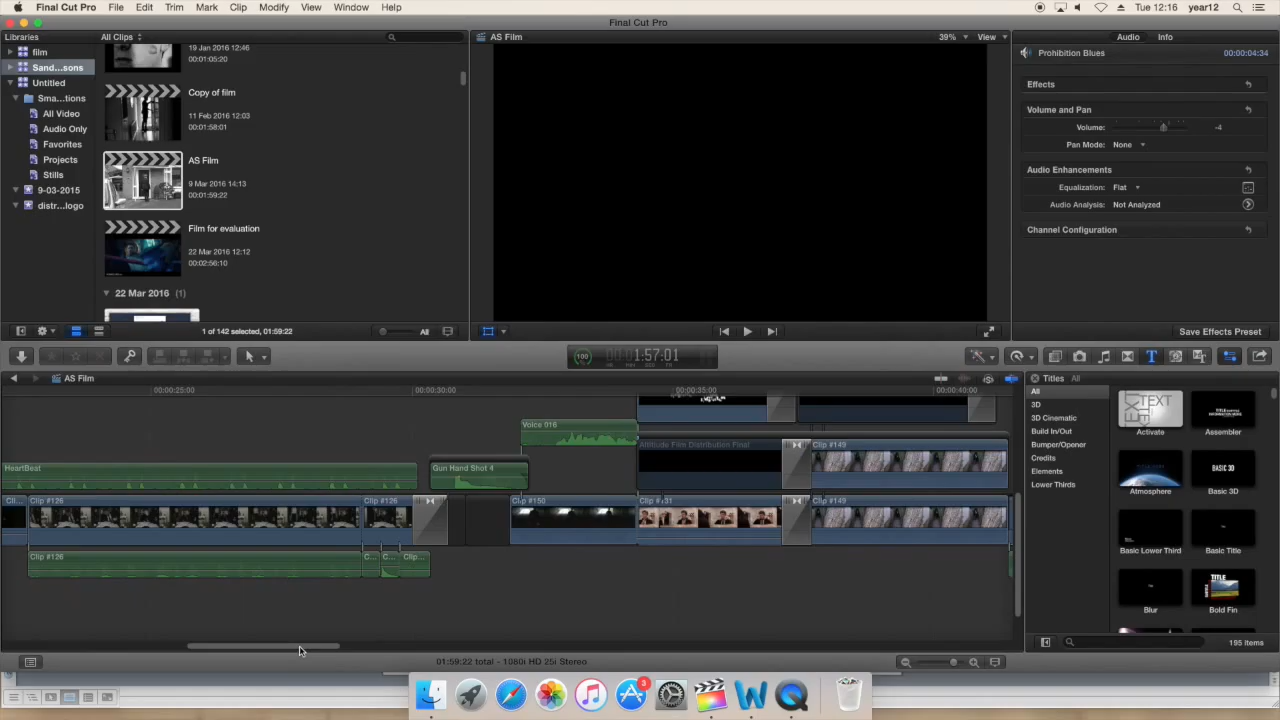 Final Cut Pro File Edit Trim Mark Clip Modify View Window Help
Tue 12:16 year12
Final Cut Pro
Libraries
All Clips
AS Film
39% View
Audio Info
film
Sand...sons
Untitled
Sma...tions
All Video
Audio Only
Favorites
Projects
Stills
9-03-2015
distr...logo
19 Jan 2016 12:46
00:01:05:20
Copy of film
11 Feb 2016 12:03
00:01:58:01
AS Film
9 Mar 2016 14:13
00:01:59:22
Film for evaluation
22 Mar 2016 12:12
00:02:56:10
22 Mar 2016 (1)
Prohibition Blues 00:00:04:34
Effects
Volume and Pan
Volume: -4
Pan Mode: None
Audio Enhancements
Equalization: Flat
Audio Analysis: Not Analyzed
Channel Configuration
All
1 of 142 selected, 01:59:22
Save Effects Preset
100
1:57:01
HR MIN SEC FR
AS Film
00:00:25:00 00:00:30:00 00:00:35:00 00:00:40:00
Voice 016
Attitude Film Distribution Final
Clip #149
HeartBeat
Gun Hand Shot 4
Cli...
Clip #126
Clip #126
Clip #150
Clip #131
Clip #149
Clip #126
C...
C...
Clip...
01:59:22 total - 1080i HD 25i Stereo
Titles All
All
3D
3D Cinematic
Build In/Out
Bumper/Opener
Credits
Elements
Lower Thirds
TEXT
Activate
Assembler
Atmosphere
BASIC 3D
Basic 3D
Basic Lower Third
Title
Basic Title
Blur
TITLE
Bold Fin
195 items
3